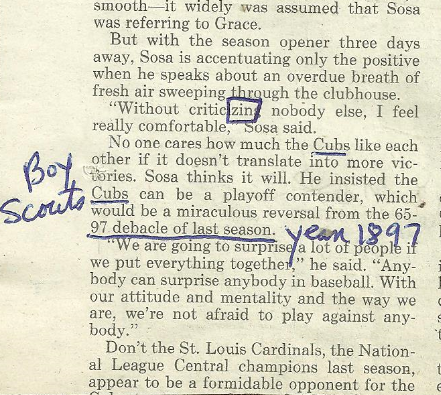 smooth—it widely was assumed that Sosa
was referring to Grace.
But with the season opener three days
away, Sosa is accentuating only the positive
when he speaks about an overdue breath of
fresh air sweeping through the clubhouse.
"Without criticizing nobody else, I feel
really comfortable," Sosa said.
No one cares how much the Cubs like each
other if it doesn't translate into more vic-
tories. Sosa thinks it will. He insisted the
Boy
Cubs can be a playoff contender, which
Scouts
would be a miraculous reversal from the 65-
97 debacle of last season.
year 1897
"We are going to surprise a lot of people if
we put everything together," he said. "Any-
body can surprise anybody in baseball. With
our attitude and mentality and the way we
are, we're not afraid to play against any-
body."
Don't the St. Louis Cardinals, the Nation-
al League Central champions last season,
appear to be a formidable opponent for the